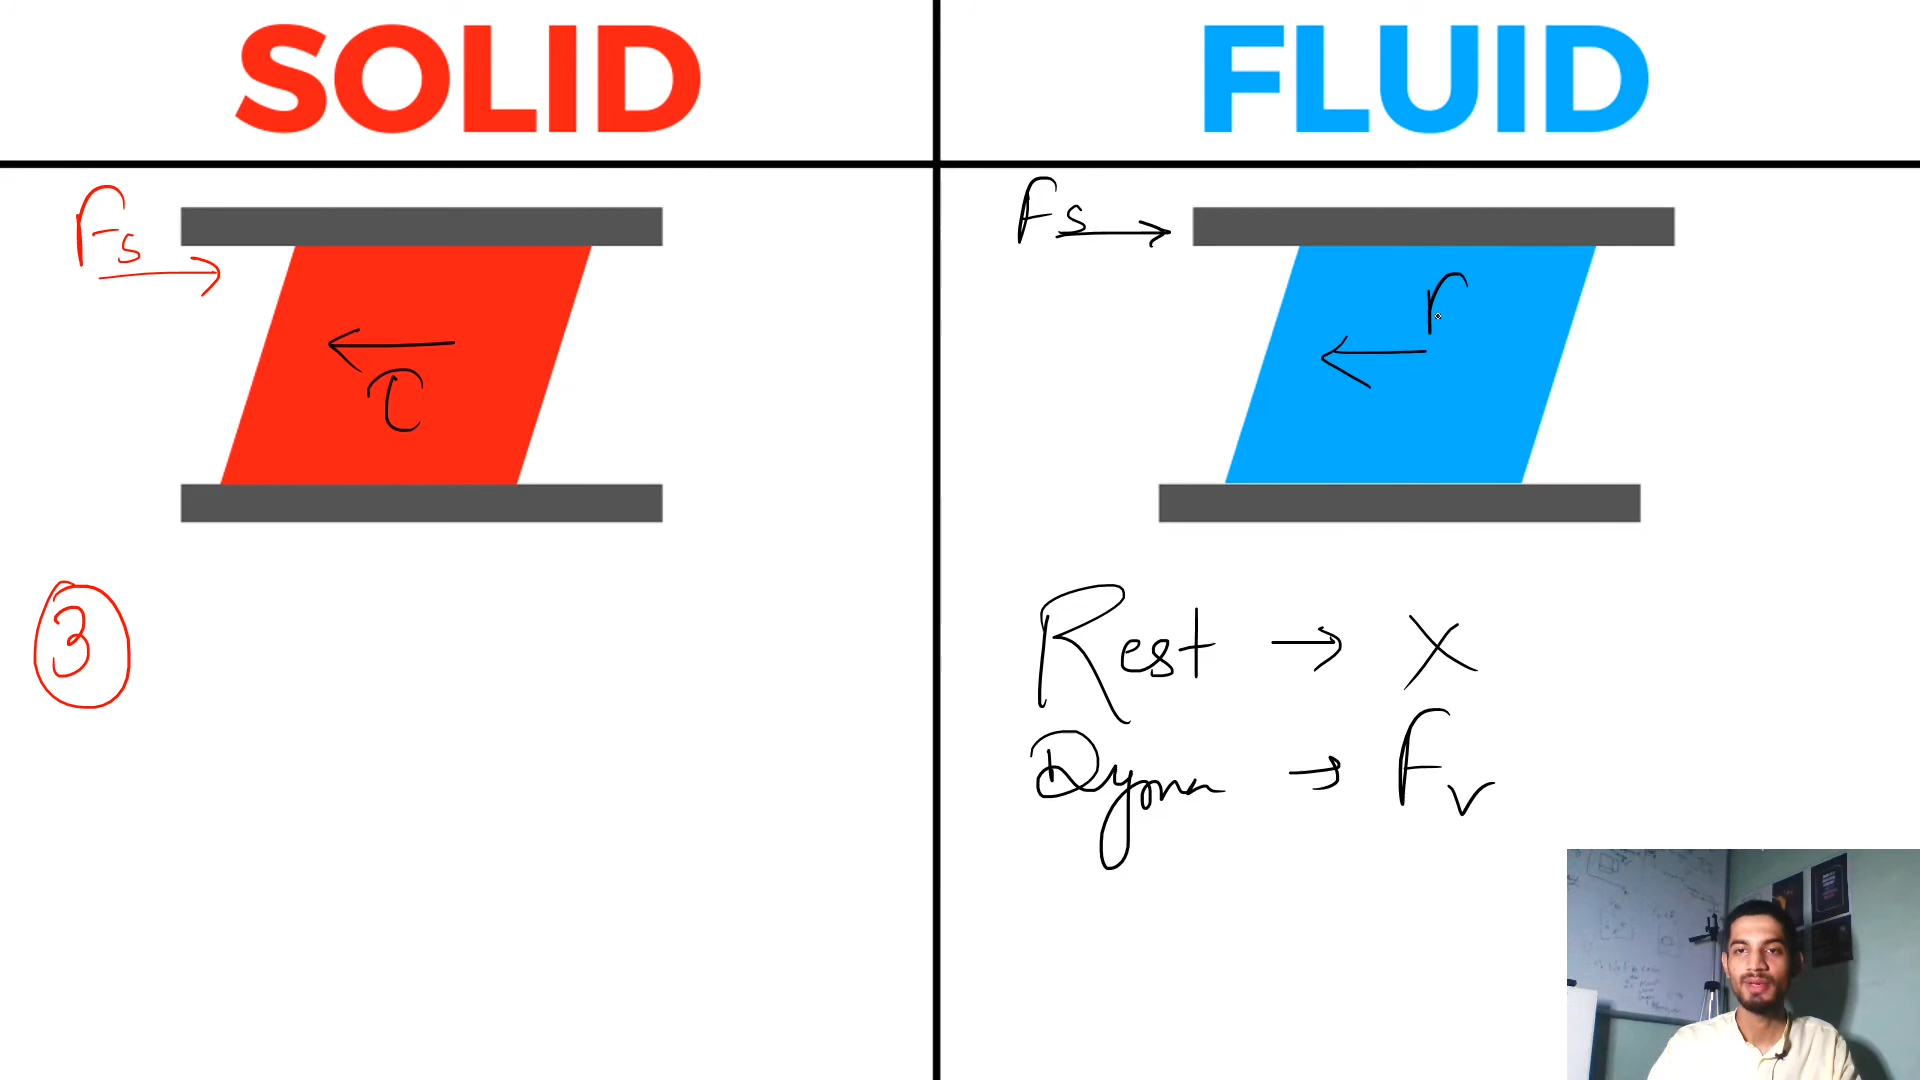 SOLID
FLUID
Fs
τ
Fs
3
Rest → X
Dyna → Fv